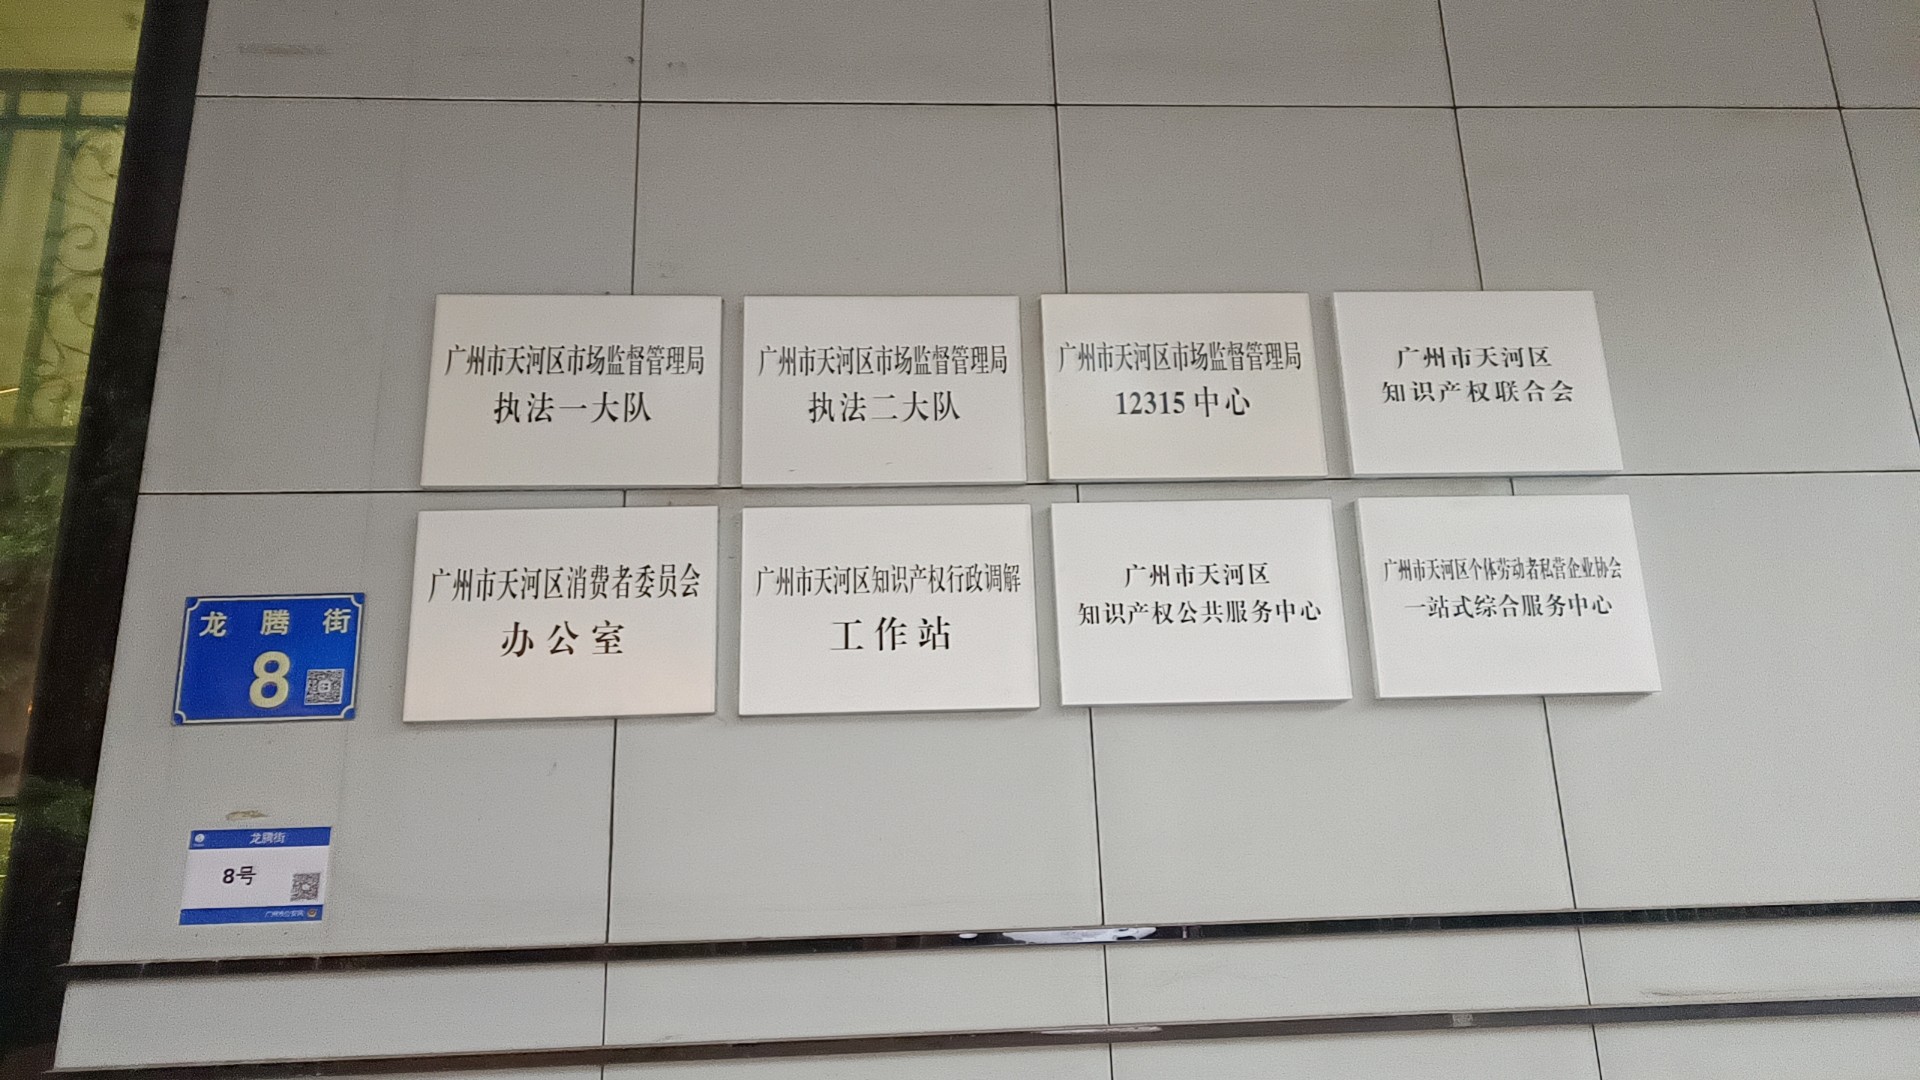 广州市天河区市场监督管理局
执法一大队
广州市天河区市场监督管理局
执法二大队
广州市天河区市场监督管理局
12315中心
广州市天河区
知识产权联合会
广州市天河区消费者委员会
办公室
广州市天河区知识产权行政调解
工作站
广州市天河区
知识产权公共服务中心
广州市天河区个体劳动者私营企业协会
一站式综合服务中心
龙腾街
8
龙腾街
8号